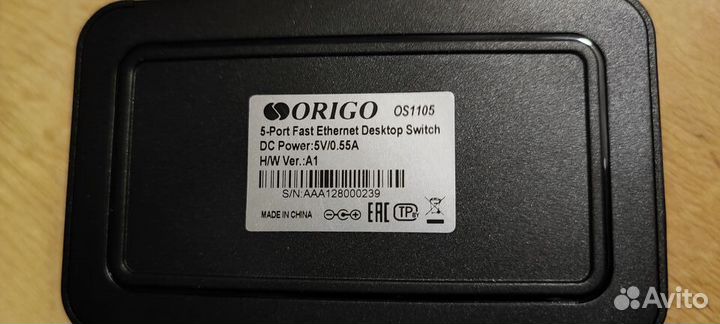 ORIGO OS1105
5-Port Fast Ethernet Desktop Switch
DC Power:5V/0.55A
H/W Ver.:A1
S/N:AAA128000239
MADE IN CHINA EAC TP BY
Avito